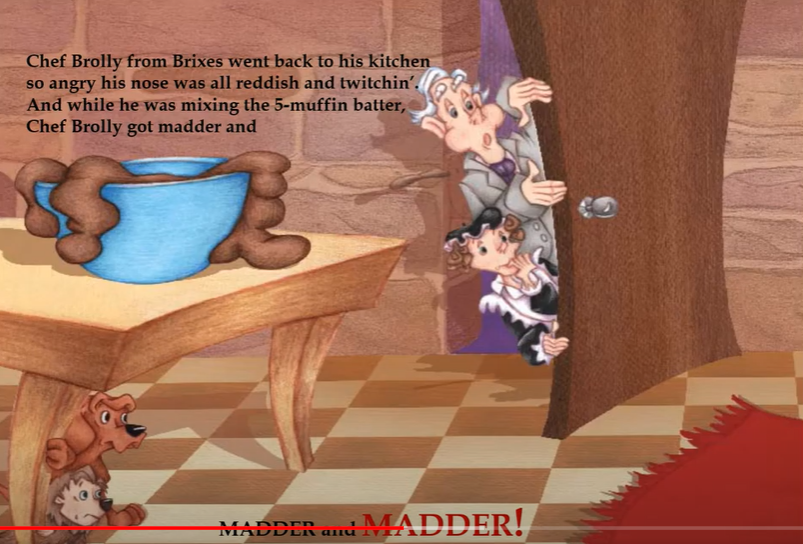 Chef Brolly from Brixes went back to his kitchen
so angry his nose was all reddish and twitchin'.
And while he was mixing the 5-muffin batter,
Chef Brolly got madder and
MADDER and MADDER!